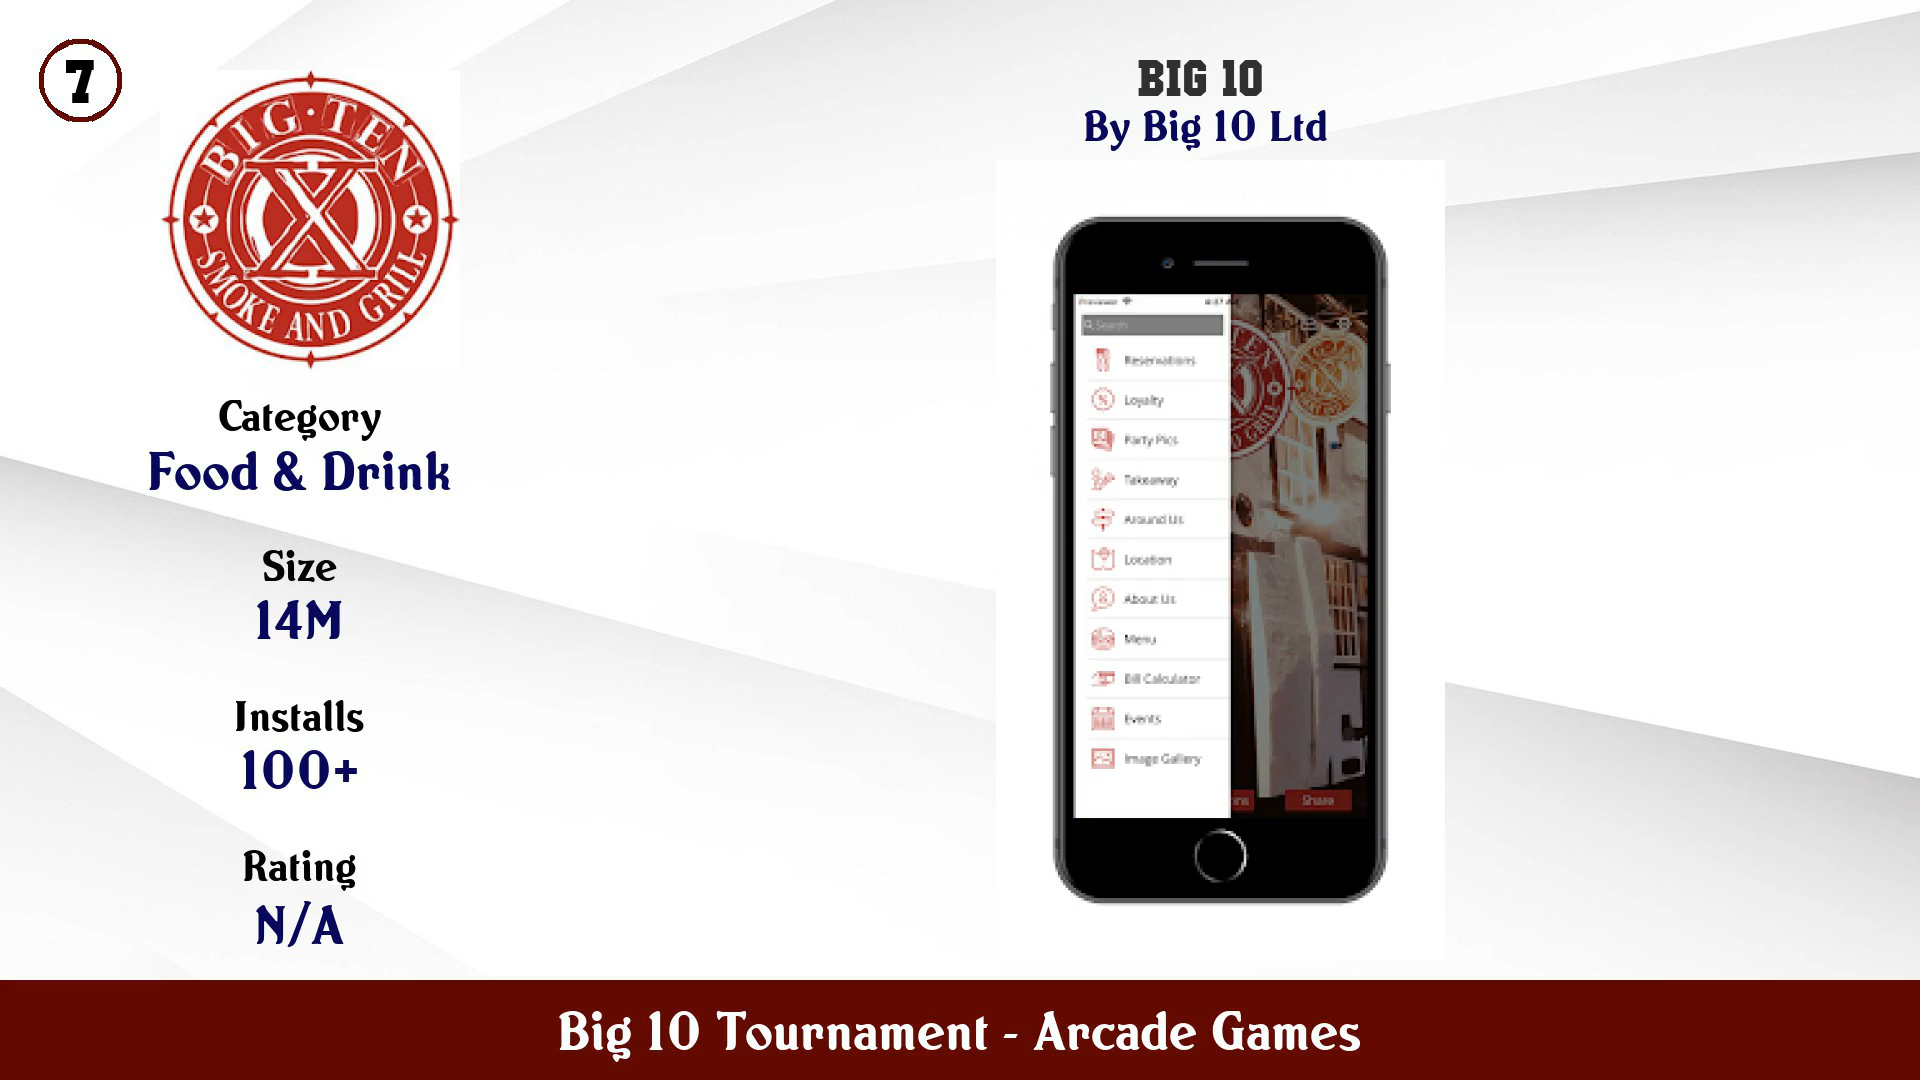 7
BIG · TEN
X
SMOKE AND GRILL
Category
Food & Drink
Size
14M
Installs
100+
Rating
N/A
BIG 10
By Big 10 Ltd
Search
Reservations
Loyalty
Party Pics
Takeaway
Around Us
Location
About Us
Menu
Bill Calculator
Events
Image Gallery
Share
Big 10 Tournament - Arcade Games